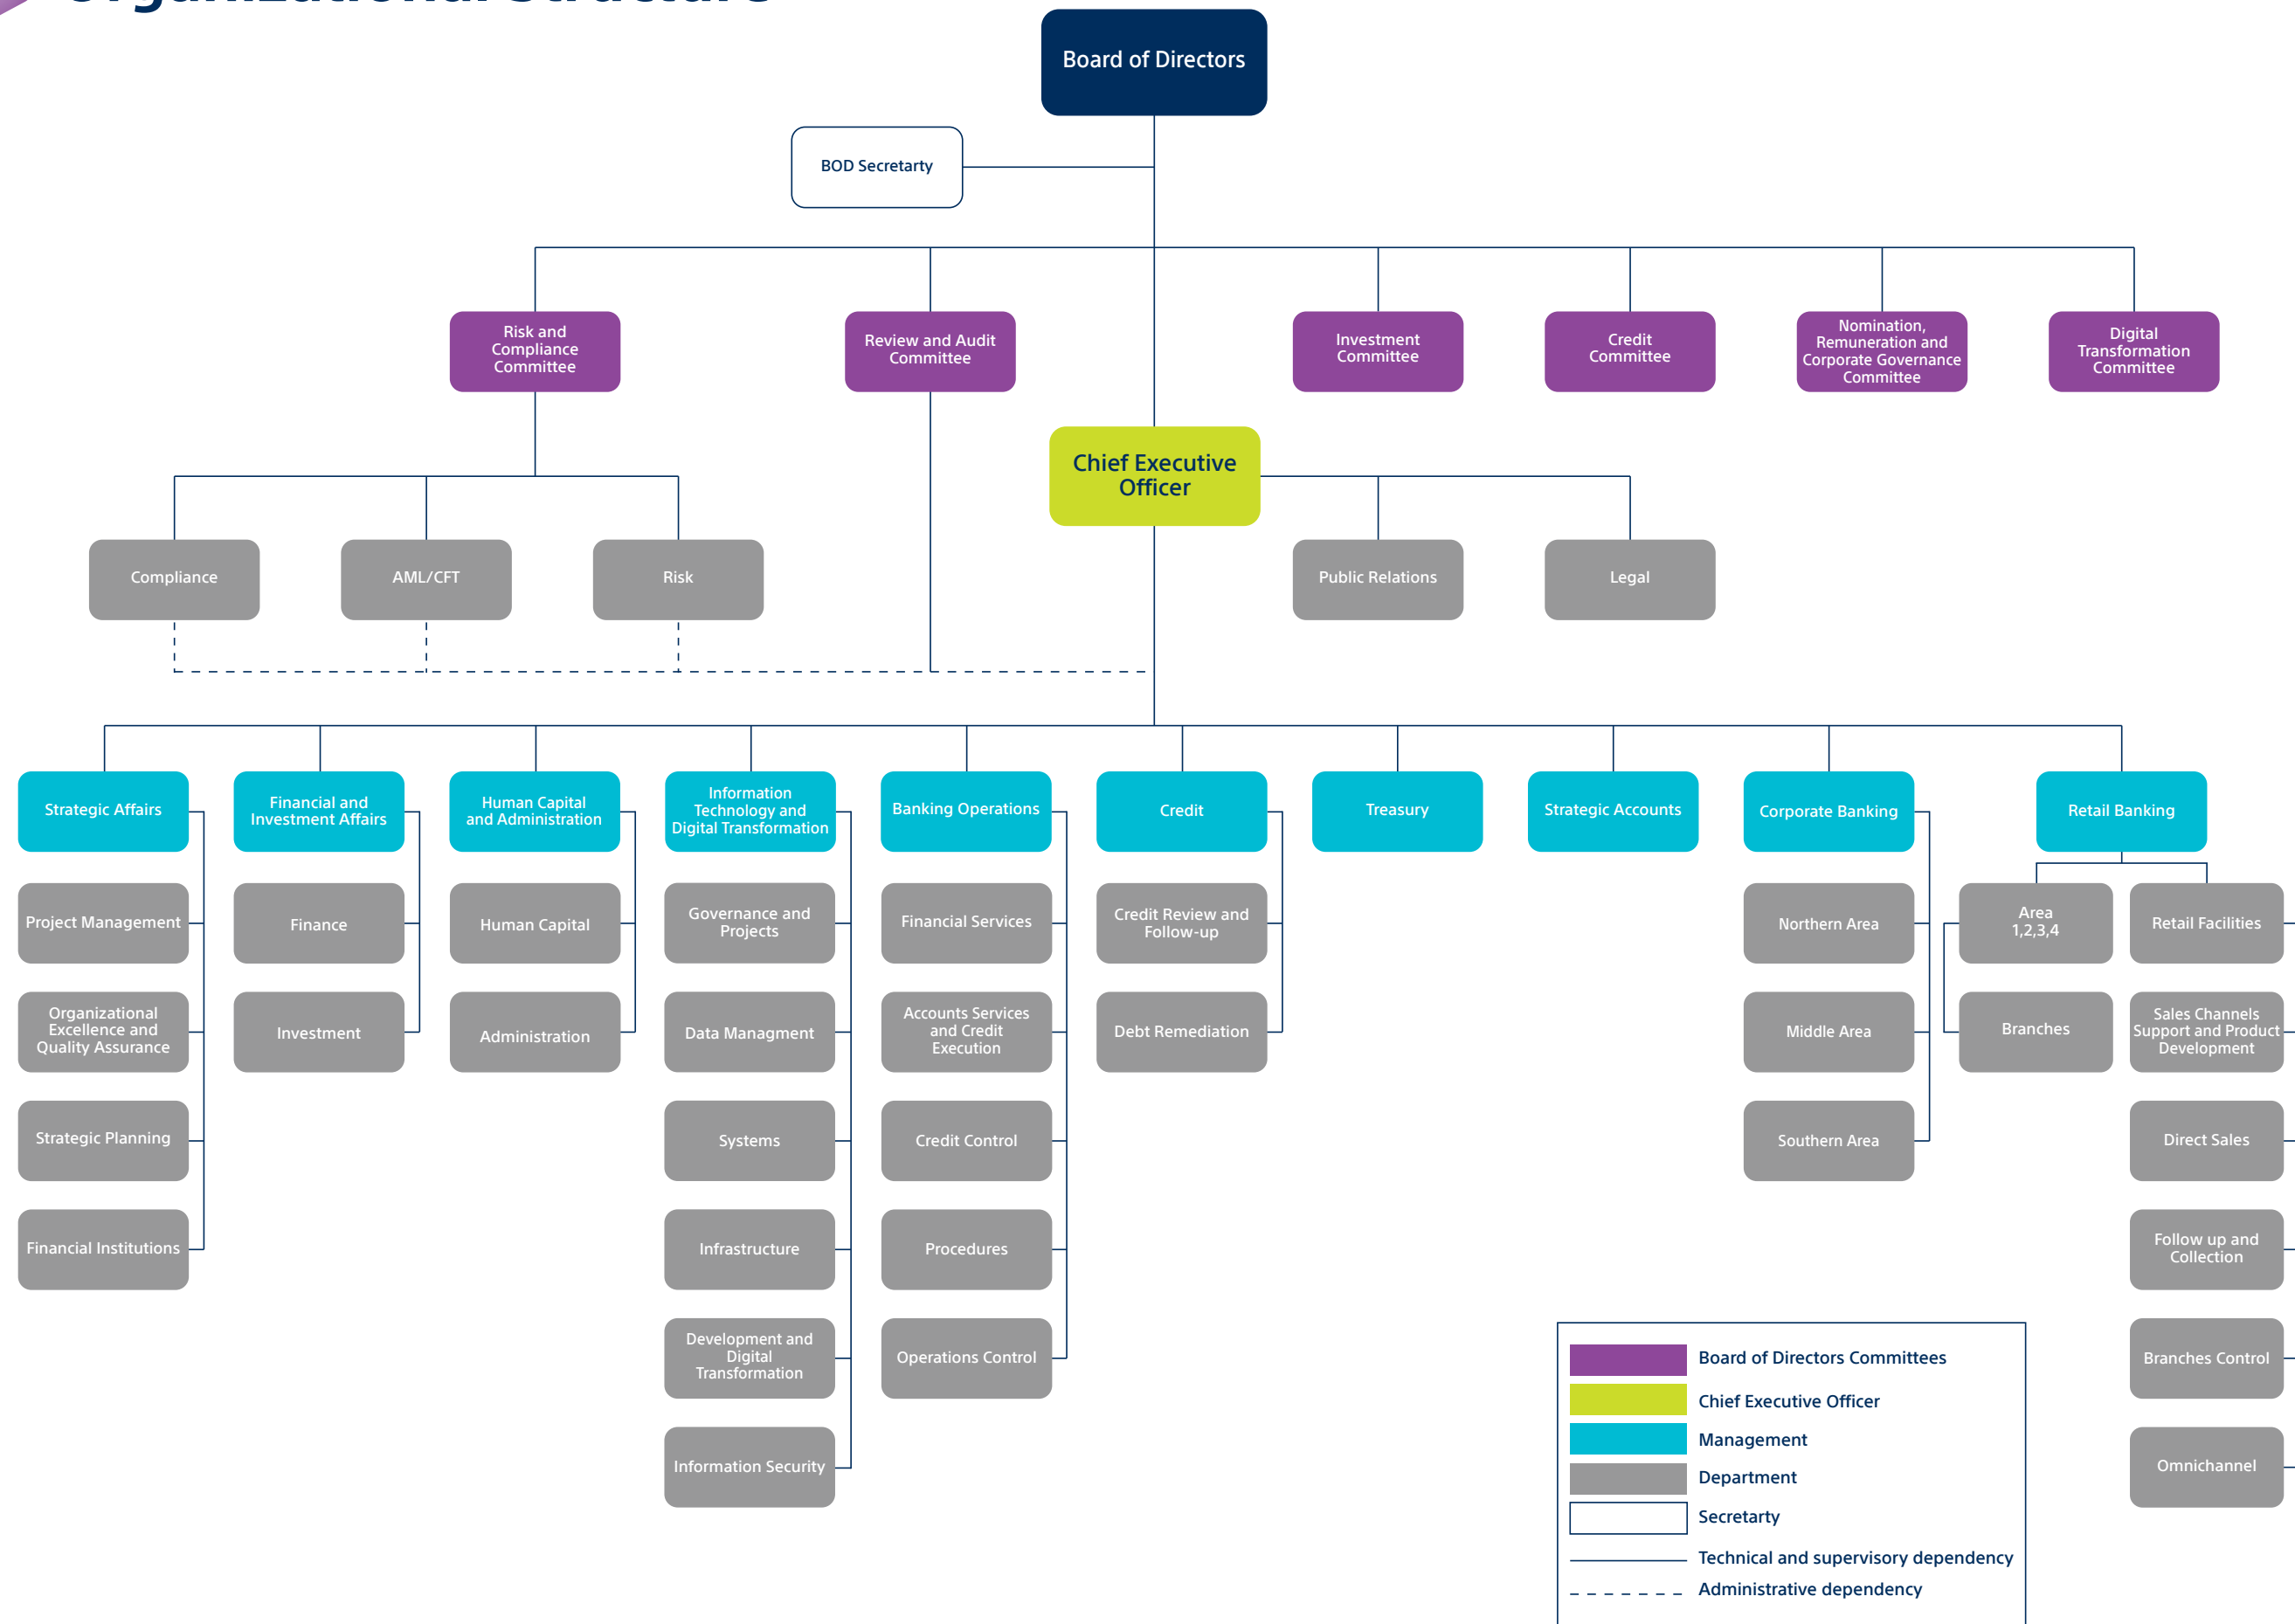 Organizational Structure
Board of Directors
BOD Secretarty
Risk and
Compliance
Committee
Review and Audit
Committee
Investment
Committee
Credit
Committee
Nomination,
Remuneration and
Corporate Governance
Committee
Digital
Transformation
Committee
Chief Executive
Officer
Compliance
AML/CFT
Risk
Public Relations
Legal
Strategic Affairs
Financial and
Investment Affairs
Human Capital
and Administration
Information
Technology and
Digital Transformation
Banking Operations
Credit
Treasury
Strategic Accounts
Corporate Banking
Retail Banking
Project Management
Finance
Human Capital
Governance and
Projects
Financial Services
Credit Review and
Follow-up
Northern Area
Area
1,2,3,4
Retail Facilities
Organizational
Excellence and
Quality Assurance
Investment
Administration
Data Managment
Accounts Services
and Credit
Execution
Debt Remediation
Middle Area
Branches
Sales Channels
Support and Product
Development
Strategic Planning
Systems
Credit Control
Southern Area
Direct Sales
Financial Institutions
Infrastructure
Procedures
Follow up and
Collection
Development and
Digital
Transformation
Operations Control
Branches Control
Information Security
Omnichannel
Board of Directors Committees
Chief Executive Officer
Management
Department
Secretarty
Technical and supervisory dependency
Administrative dependency